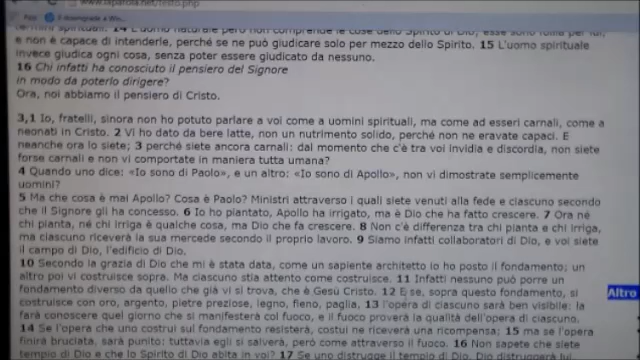 www.laparola.net/testo.php
App
termini spirituali. 14 L'uomo naturale però non comprende le cose dello Spirito di Dio; esse sono follia per lui,
e non è capace di intenderle, perché se ne può giudicare solo per mezzo dello Spirito. 15 L'uomo spirituale
invece giudica ogni cosa, senza poter essere giudicato da nessuno.
16 Chi infatti ha conosciuto il pensiero del Signore
in modo da poterlo dirigere?
Ora, noi abbiamo il pensiero di Cristo.
3,1 Io, fratelli, sinora non ho potuto parlare a voi come a uomini spirituali, ma come ad esseri carnali, come a
neonati in Cristo. 2 Vi ho dato da bere latte, non un nutrimento solido, perché non ne eravate capaci. E
neanche ora lo siete; 3 perché siete ancora carnali: dal momento che c'è tra voi invidia e discordia, non siete
forse carnali e non vi comportate in maniera tutta umana?
4 Quando uno dice: «Io sono di Paolo», e un altro: «Io sono di Apollo», non vi dimostrate semplicemente
uomini?
5 Ma che cosa è mai Apollo? Cosa è Paolo? Ministri attraverso i quali siete venuti alla fede e ciascuno secondo
che il Signore gli ha concesso. 6 Io ho piantato, Apollo ha irrigato, ma è Dio che ha fatto crescere. 7 Ora né
chi pianta, né chi irriga è qualche cosa, ma Dio che fa crescere. 8 Non c'è differenza tra chi pianta e chi irriga,
ma ciascuno riceverà la sua mercede secondo il proprio lavoro. 9 Siamo infatti collaboratori di Dio, e voi siete
il campo di Dio, l'edificio di Dio.
10 Secondo la grazia di Dio che mi è stata data, come un sapiente architetto io ho posto il fondamento; un
altro poi vi costruisce sopra. Ma ciascuno stia attento come costruisce. 11 Infatti nessuno può porre un
fondamento diverso da quello che già vi si trova, che è Gesù Cristo. 12 E se, sopra questo fondamento, si
costruisce con oro, argento, pietre preziose, legno, fieno, paglia, 13 l'opera di ciascuno sarà ben visibile: la
farà conoscere quel giorno che si manifesterà col fuoco, e il fuoco proverà la qualità dell'opera di ciascuno.
14 Se l'opera che uno costruì sul fondamento resisterà, costui ne riceverà una ricompensa; 15 ma se l'opera
finirà bruciata, sarà punito: tuttavia egli si salverà, però come attraverso il fuoco. 16 Non sapete che siete
tempio di Dio e che lo Spirito di Dio abita in voi? 17 Se uno distrugge il tempio di Dio, Dio distruggerà lui.
Altro